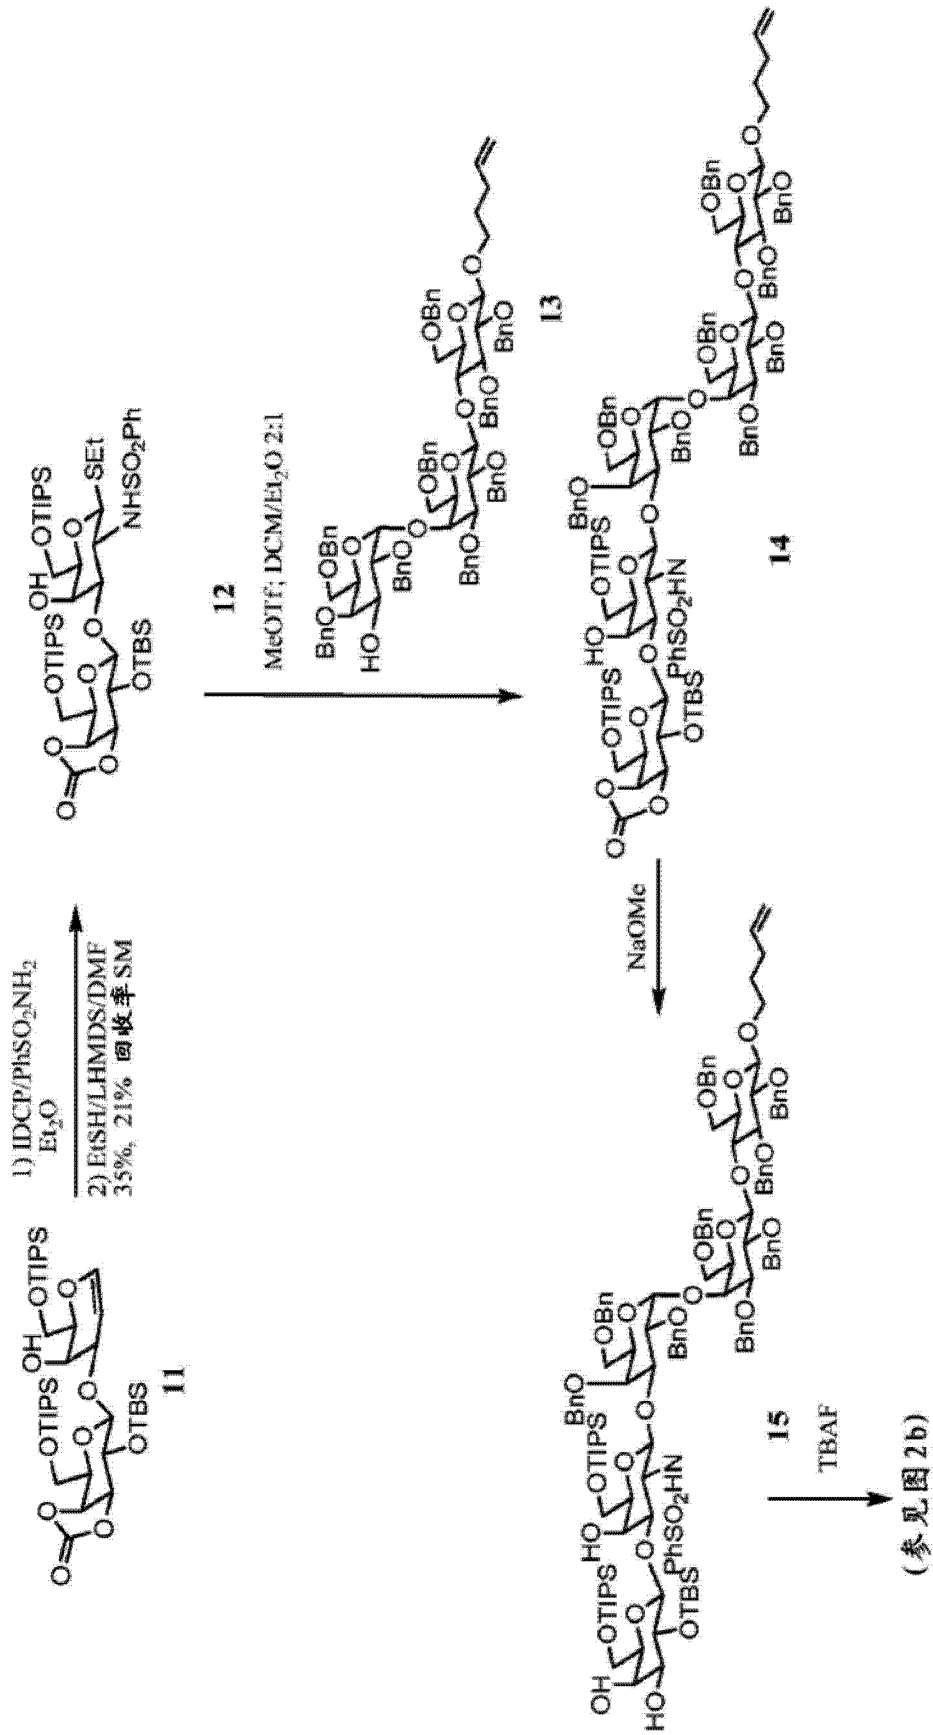 O
O
O
OTIPS
O
OTBS
O
OH
OTIPS
O
11
1) IDCP/PhSO2NH2
Et2O
2) EtSH/LHMDS/DMF
35%, 21% 回收率 SM
O
O
O
OTIPS
O
OTBS
O
OH
OTIPS
O
SEt
NHSO2Ph
12
MeOTf; DCM/Et2O 2:1
BnO
OBn
HO
O
BnO
O
OBn
O
BnO
OBn
O
OBn
O
BnO
BnO
O
13
O
O
O
OTIPS
O
OTBS
O
HO
OTIPS
O
PhSO2HN
O
BnO
OBn
O
BnO
O
OBn
O
BnO
BnO
O
OBn
O
BnO
BnO
O
14
NaOMe
OH
OTIPS
HO
O
OTBS
O
HO
OTIPS
O
PhSO2HN
O
BnO
OBn
O
BnO
O
OBn
O
BnO
BnO
O
OBn
O
BnO
BnO
O
15
TBAF
(参见图2b)